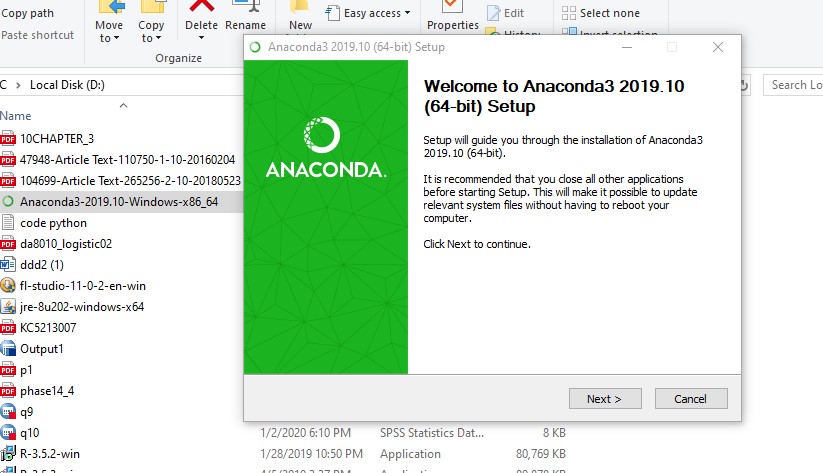 Copy path
Paste shortcut
Move to
Copy to
Delete
Rename
New
Easy access
Properties
Edit
History
Select none
Invert selection
Organize
C > Local Disk (D:)
Search Lo
Name
10CHAPTER_3
47948-Article Text-110750-1-10-20160204
104699-Article Text-265256-2-10-20180523
Anaconda3-2019.10-Windows-x86_64
code python
da8010_logistic02
ddd2 (1)
fl-studio-11-0-2-en-win
jre-8u202-windows-x64
KC5213007
Output1
p1
phase14_4
q9
q10
1/2/2020 6:10 PM SPSS Statistics Dat... 8 KB
R-3.5.2-win
1/28/2019 10:50 PM Application 80,769 KB
Anaconda3 2019.10 (64-bit) Setup
ANACONDA.
Welcome to Anaconda3 2019.10
(64-bit) Setup
Setup will guide you through the installation of Anaconda3
2019.10 (64-bit).
It is recommended that you close all other applications
before starting Setup. This will make it possible to update
relevant system files without having to reboot your
computer.
Click Next to continue.
Next >
Cancel